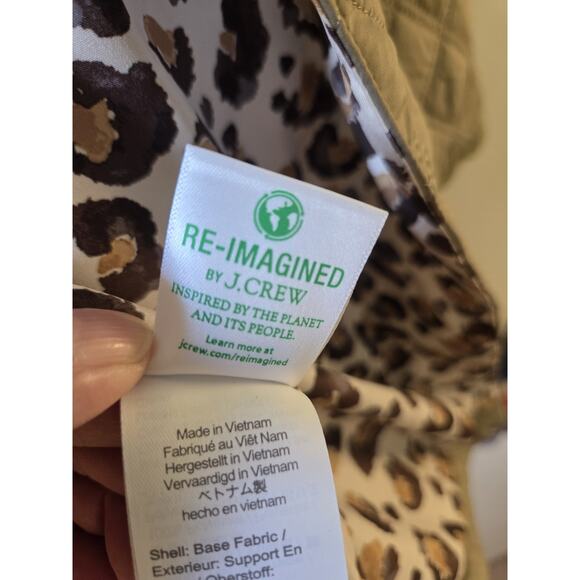 RE-IMAGINED
BY J.CREW
INSPIRED BY THE PLANET
AND ITS PEOPLE.
Learn more at
jcrew.com/reimagined
Made in Vietnam
Fabriqué au Viêt Nam
Hergestellt in Vietnam
Vervaardigd in Vietnam
ベトナム製
hecho en vietnam
Shell: Base Fabric /
Exterieur: Support En
Oberstoff: